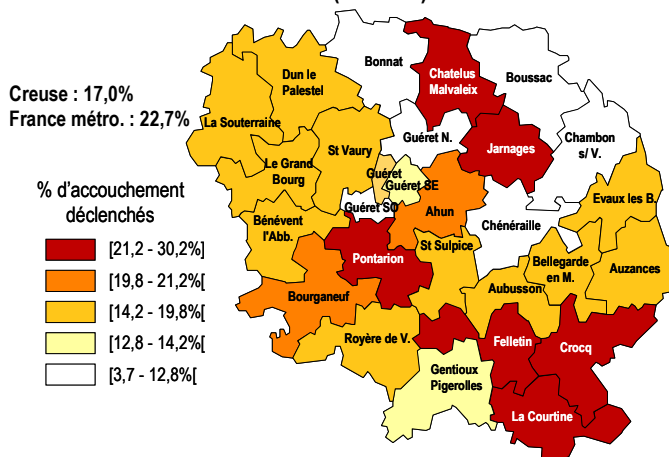 Creuse : 17,0%
France métro. : 22,7%
% d'accouchement
déclenchés
[21,2 - 30,2%]
[19,8 - 21,2%[
[14,2 - 19,8%[
[12,8 - 14,2%[
[3,7 - 12,8%[
Bonnat
Dun le
Palestel
Chatelus
Malvaleix
Boussac
La Souterraine
Guéret N.
Chambon
s/ V.
St Vaury
Jarnages
Le Grand
Bourg
Guéret
Guéret SE
Evaux les B.
Guéret SO
Ahun
Bénévent
l'Abb.
Chénéraille
St Sulpice
Pontarion
Bellegarde
en M.
Auzances
Bourganeuf
Aubusson
Royère de V.
Felletin
Crocq
Gentioux
Pigerolles
La Courtine